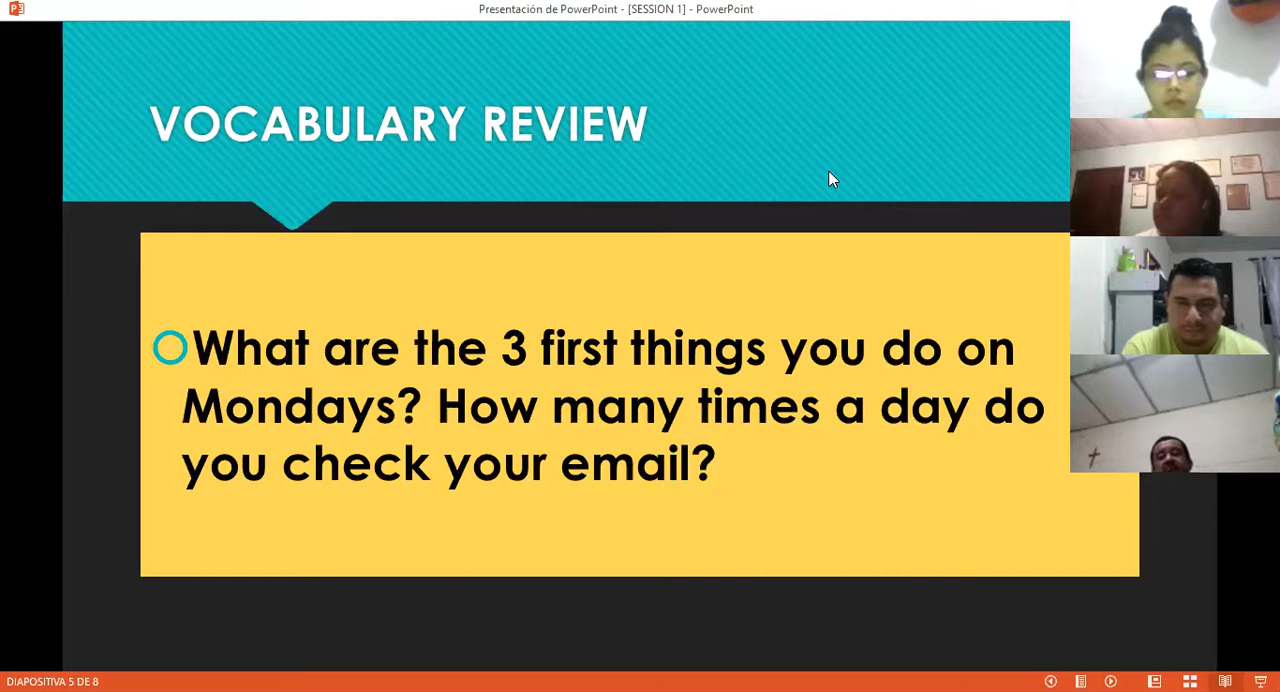 Presentación de PowerPoint - [SESSION 1] - PowerPoint
VOCABULARY REVIEW
What are the 3 first things you do on
Mondays? How many times a day do
you check your email?
DIAPOSITIVA 5 DE 8